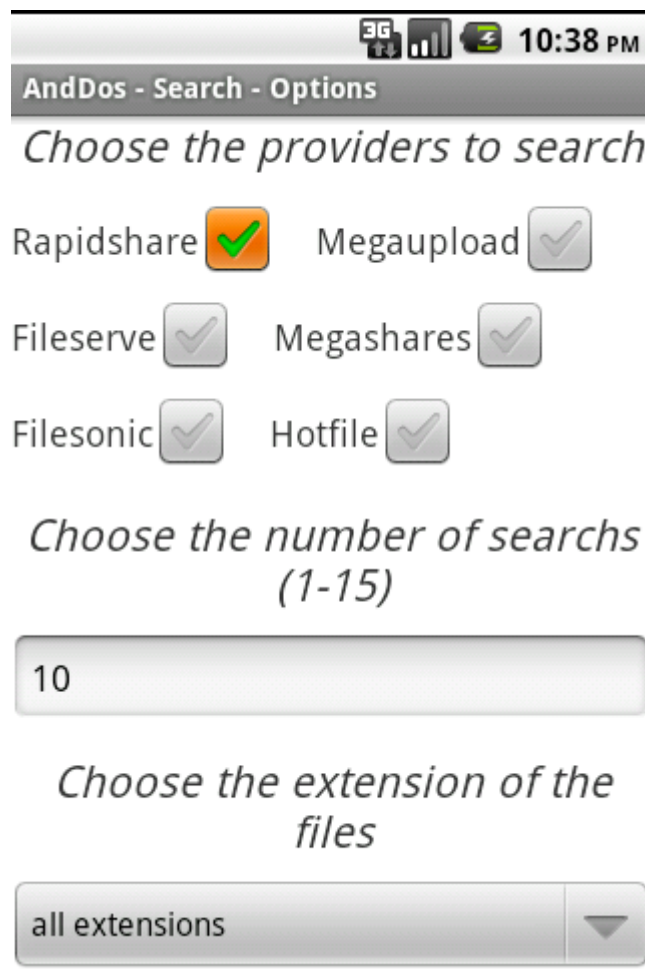 3G 10:38 PM
AndDos - Search - Options
Choose the providers to search
Rapidshare Megaupload
Fileserve Megashares
Filesonic Hotfile
Choose the number of searchs
(1-15)
10
Choose the extension of the
files
all extensions